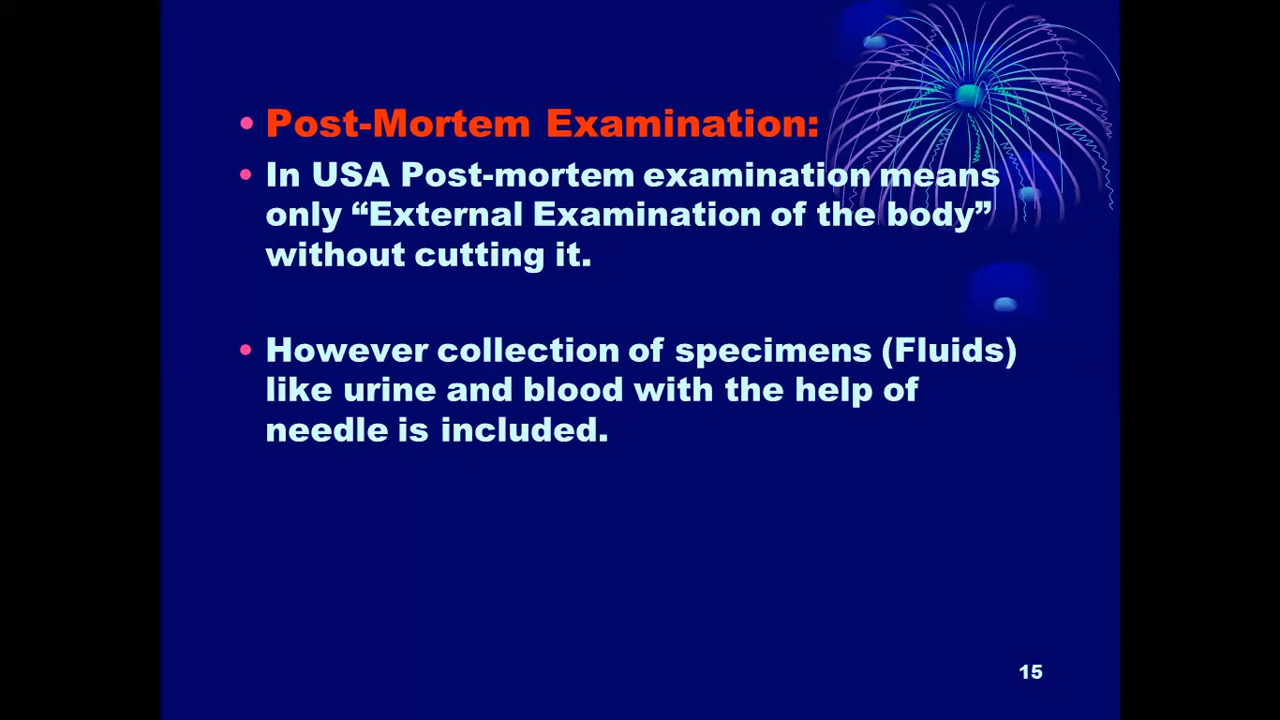 • Post-Mortem Examination:
• In USA Post-mortem examination means
only “External Examination of the body”
without cutting it.
• However collection of specimens (Fluids)
like urine and blood with the help of
needle is included.
15